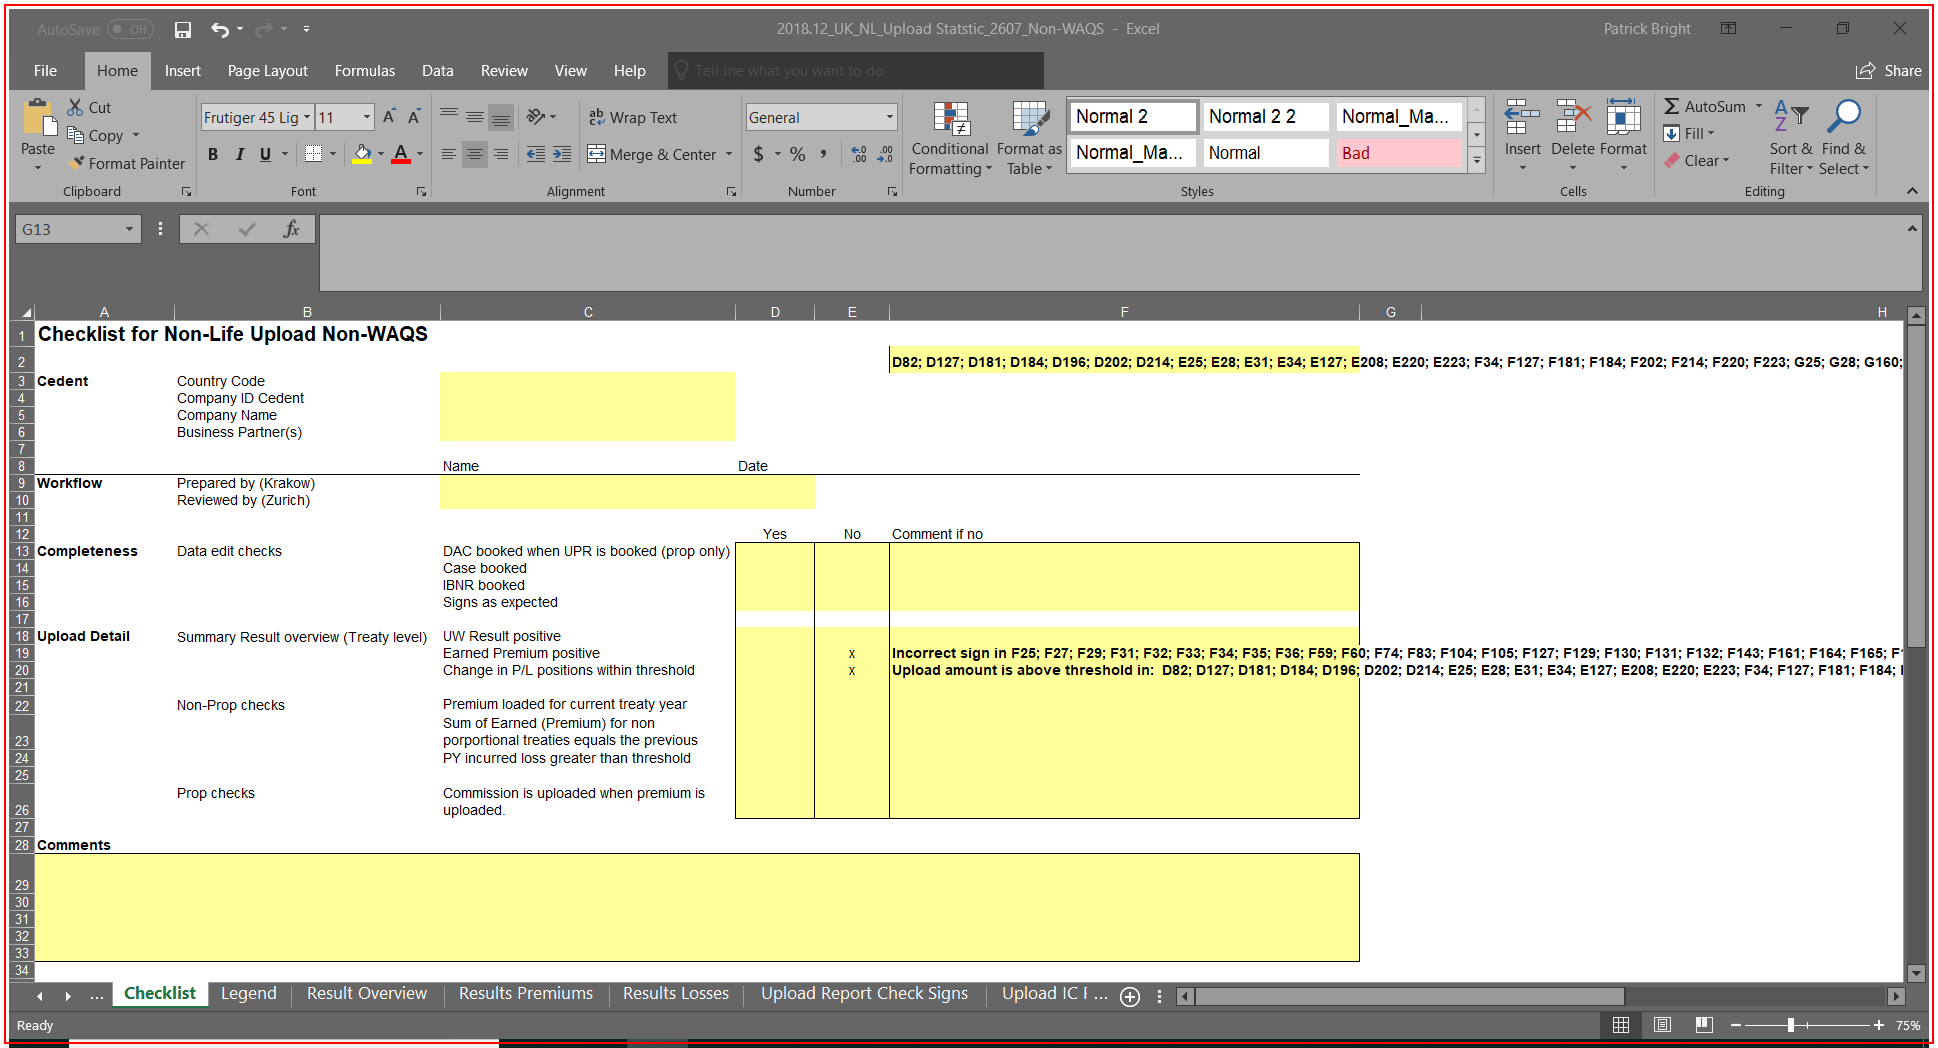 AutoSave Off
2018.12_UK_NL_Upload Statstic_2607_Non-WAQS - Excel
Patrick Bright
File Home Insert Page Layout Formulas Data Review View Help Tell me what you want to do Share
Paste
Cut
Copy
Format Painter
Clipboard
Frutiger 45 Lig 11
B I U
Font
Wrap Text
Merge & Center
Alignment
General
$ % ,
Number
Conditional Formatting
Format as Table
Normal 2 Normal 2 2 Normal_Ma...
Normal_Ma... Normal Bad
Styles
Insert Delete Format
Cells
AutoSum
Fill
Clear
Sort & Filter
Find & Select
Editing
G13
fx
A B C D E F G H
1 Checklist for Non-Life Upload Non-WAQS
2 D82; D127; D181; D184; D196; D202; D214; E25; E28; E31; E34; E127; E208; E220; E223; F34; F127; F181; F184; F202; F214; F220; F223; G25; G28; G160;
3 Cedent Country Code
4 Company ID Cedent
5 Company Name
6 Business Partner(s)
7
8 Name Date
9 Workflow Prepared by (Krakow)
10 Reviewed by (Zurich)
11
12 Yes No Comment if no
13 Completeness Data edit checks DAC booked when UPR is booked (prop only)
14 Case booked
15 IBNR booked
16 Signs as expected
17
18 Upload Detail Summary Result overview (Treaty level) UW Result positive
19 Earned Premium positive x Incorrect sign in F25; F27; F29; F31; F32; F33; F34; F35; F36; F59; F60; F74; F83; F104; F105; F127; F129; F130; F131; F132; F143; F161; F164; F165;
20 Change in P/L positions within threshold x Upload amount is above threshold in: D82; D127; D181; D184; D196; D202; D214; E25; E28; E31; E34; E127; E208; E220; E223; F34; F127; F181; F184;
21
22 Non-Prop checks Premium loaded for current treaty year
Sum of Earned (Premium) for non
23 porportional treaties equals the previous
24 PY incurred loss greater than threshold
25
Prop checks Commission is uploaded when premium is
26 uploaded.
27
28 Comments
29
30
31
32
33
34
... Checklist Legend Result Overview Results Premiums Results Losses Upload Report Check Signs Upload IC ...
Ready
75%